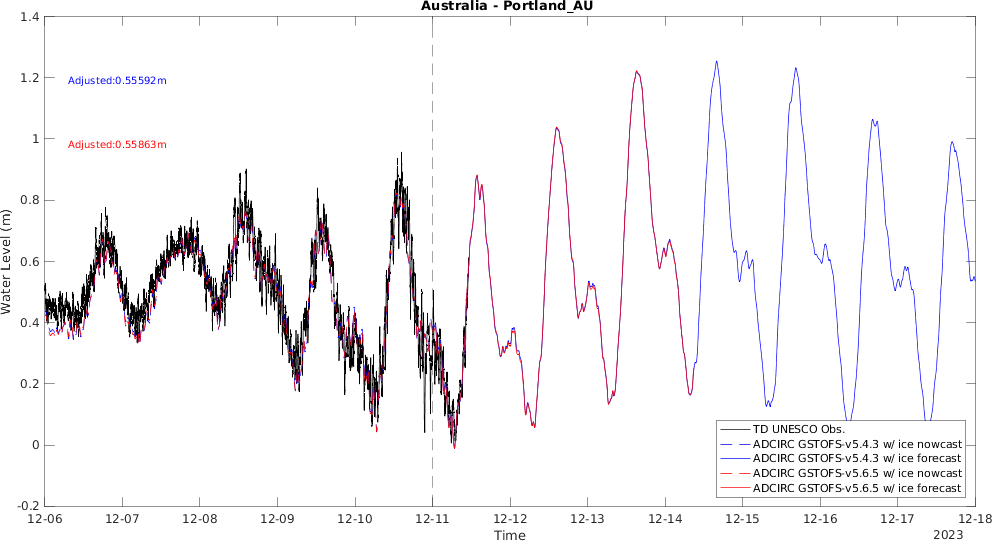 Australia - Portland_AU
Water Level (m)
1.4
1.2
1
0.8
0.6
0.4
0.2
0
-0.2
Adjusted:0.55592m
Adjusted:0.55863m
TD UNESCO Obs.
ADCIRC GSTOFS-v5.4.3 w/ ice nowcast
ADCIRC GSTOFS-v5.4.3 w/ ice forecast
ADCIRC GSTOFS-v5.6.5 w/ ice nowcast
ADCIRC GSTOFS-v5.6.5 w/ ice forecast
12-06 12-07 12-08 12-09 12-10 12-11 12-12 12-13 12-14 12-15 12-16 12-17 12-18
Time
2023